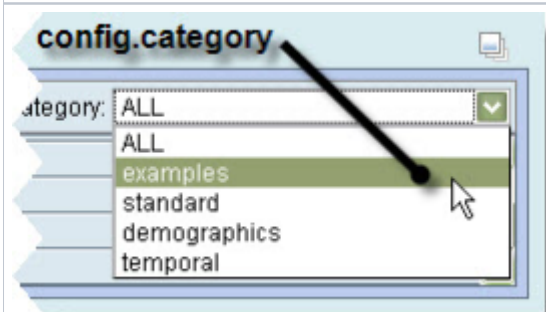 config.category
ategory: ALL
ALL
examples
standard
demographics
temporal